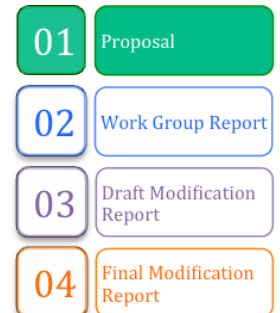 01 Proposal
02 Work Group Report
03 Draft Modification
Report
04 Final Modification
Report